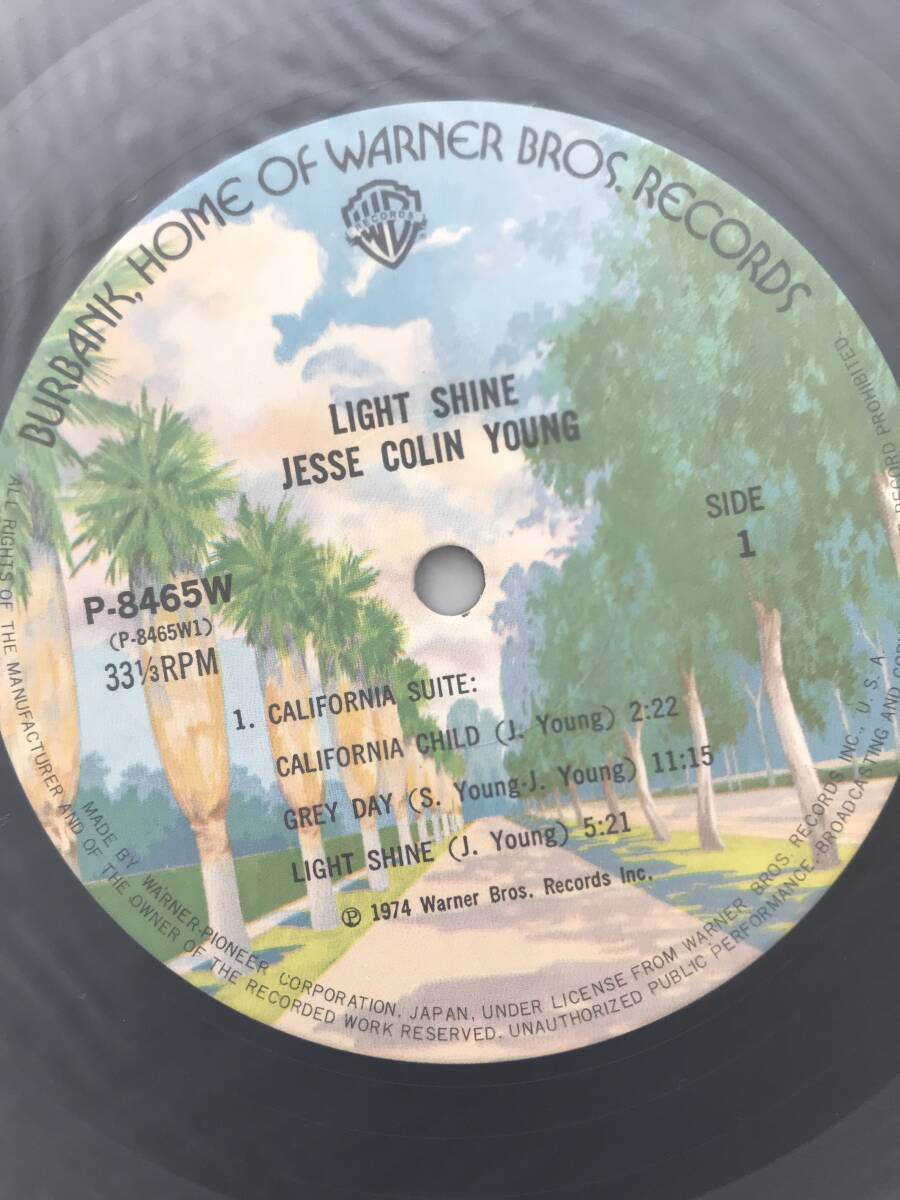 BURBANK, HOME OF WARNER BROS. RECORDS
RECORDS
LIGHT SHINE
JESSE COLIN YOUNG
SIDE
1
P-8465W
(P-8465W1)
33⅓RPM
1. CALIFORNIA SUITE:
CALIFORNIA CHILD (J. Young) 2:22
GREY DAY (S. Young-J. Young) 11:15
LIGHT SHINE (J. Young) 5:21
Ⓟ 1974 Warner Bros. Records Inc.
MADE BY WARNER-PIONEER CORPORATION, JAPAN, UNDER LICENSE FROM WARNER BROS. RECORDS INC., U. S. A.
ALL RIGHTS OF THE MANUFACTURER AND OF THE OWNER OF THE RECORDED WORK RESERVED. UNAUTHORIZED PUBLIC PERFORMANCE, BROADCASTING AND RECORD PROHIBITED.